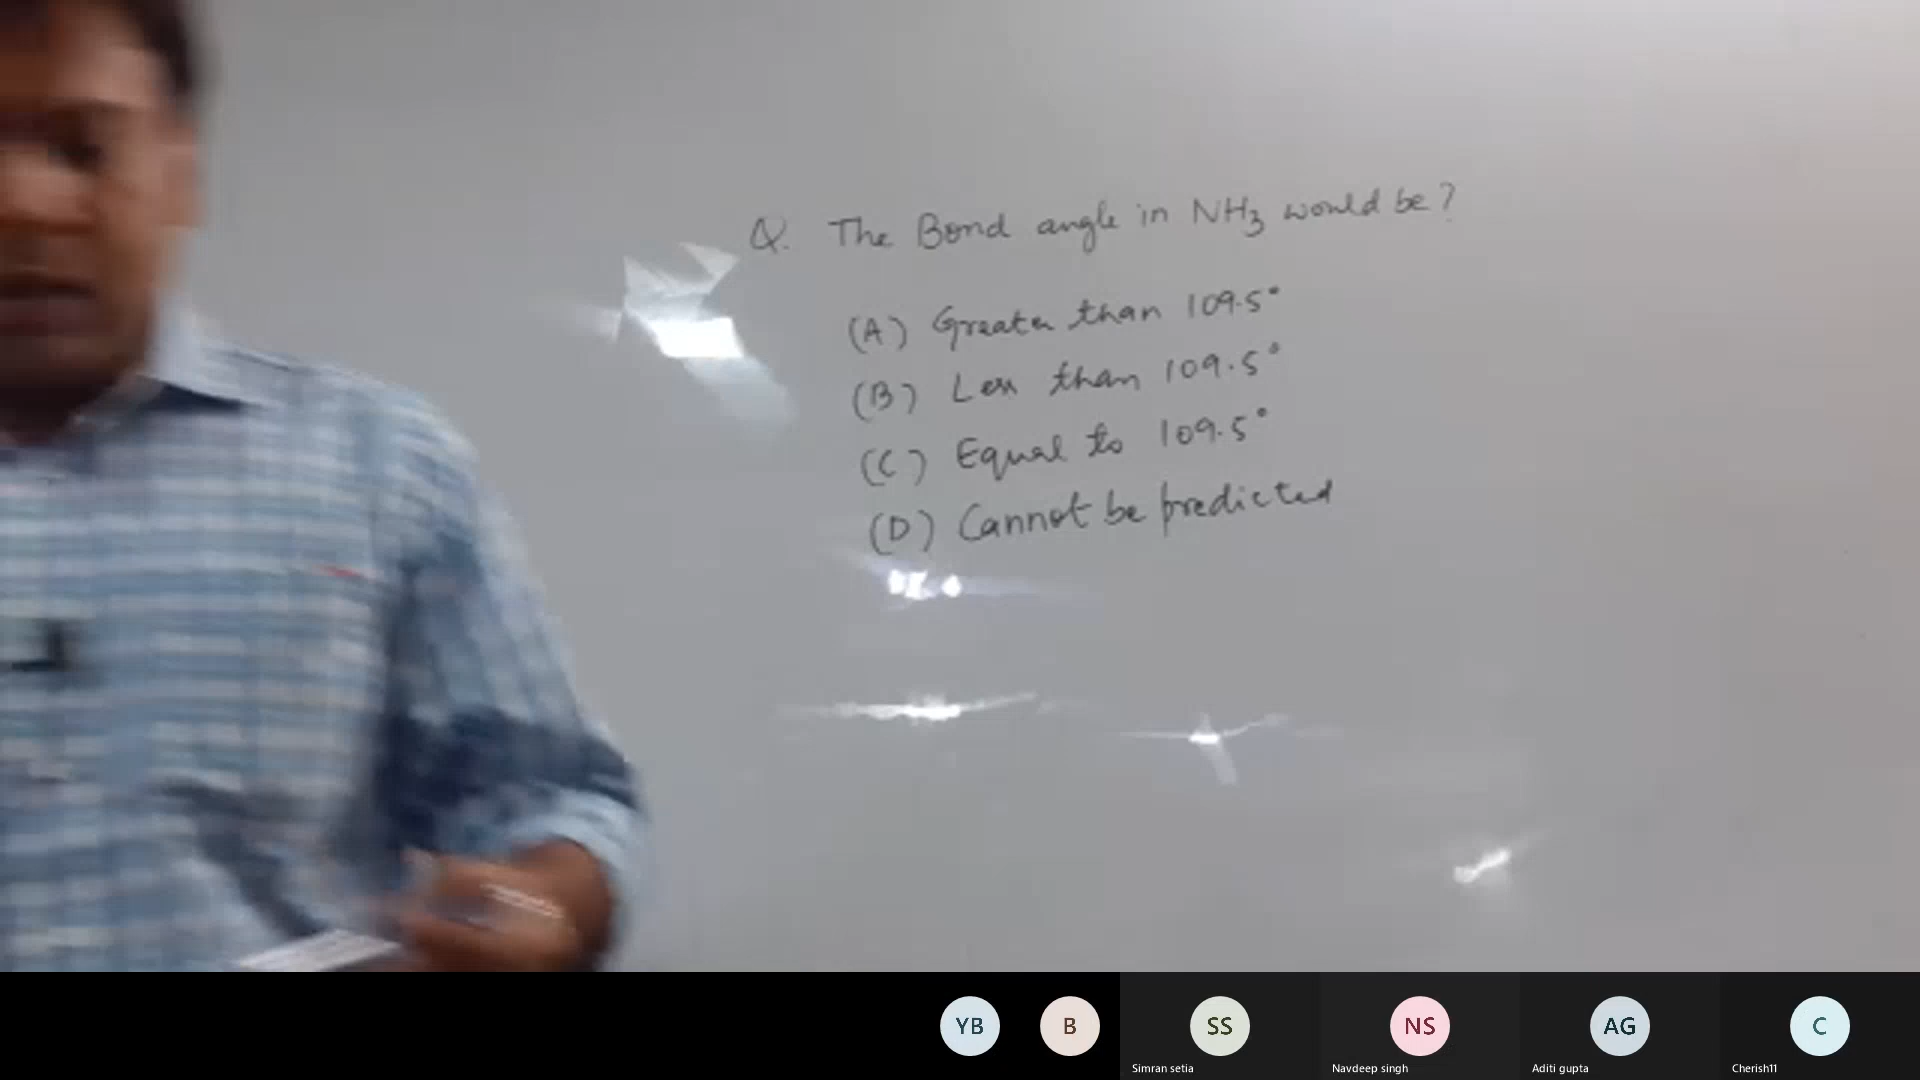 Q. The Bond angle in NH3 would be?
(A) Greater than 109.5°
(B) Less than 109.5°
(C) Equal to 109.5°
(D) Cannot be predicted
YB B SS NS AG C
Simran setia Navdeep singh Aditi gupta Cherish11